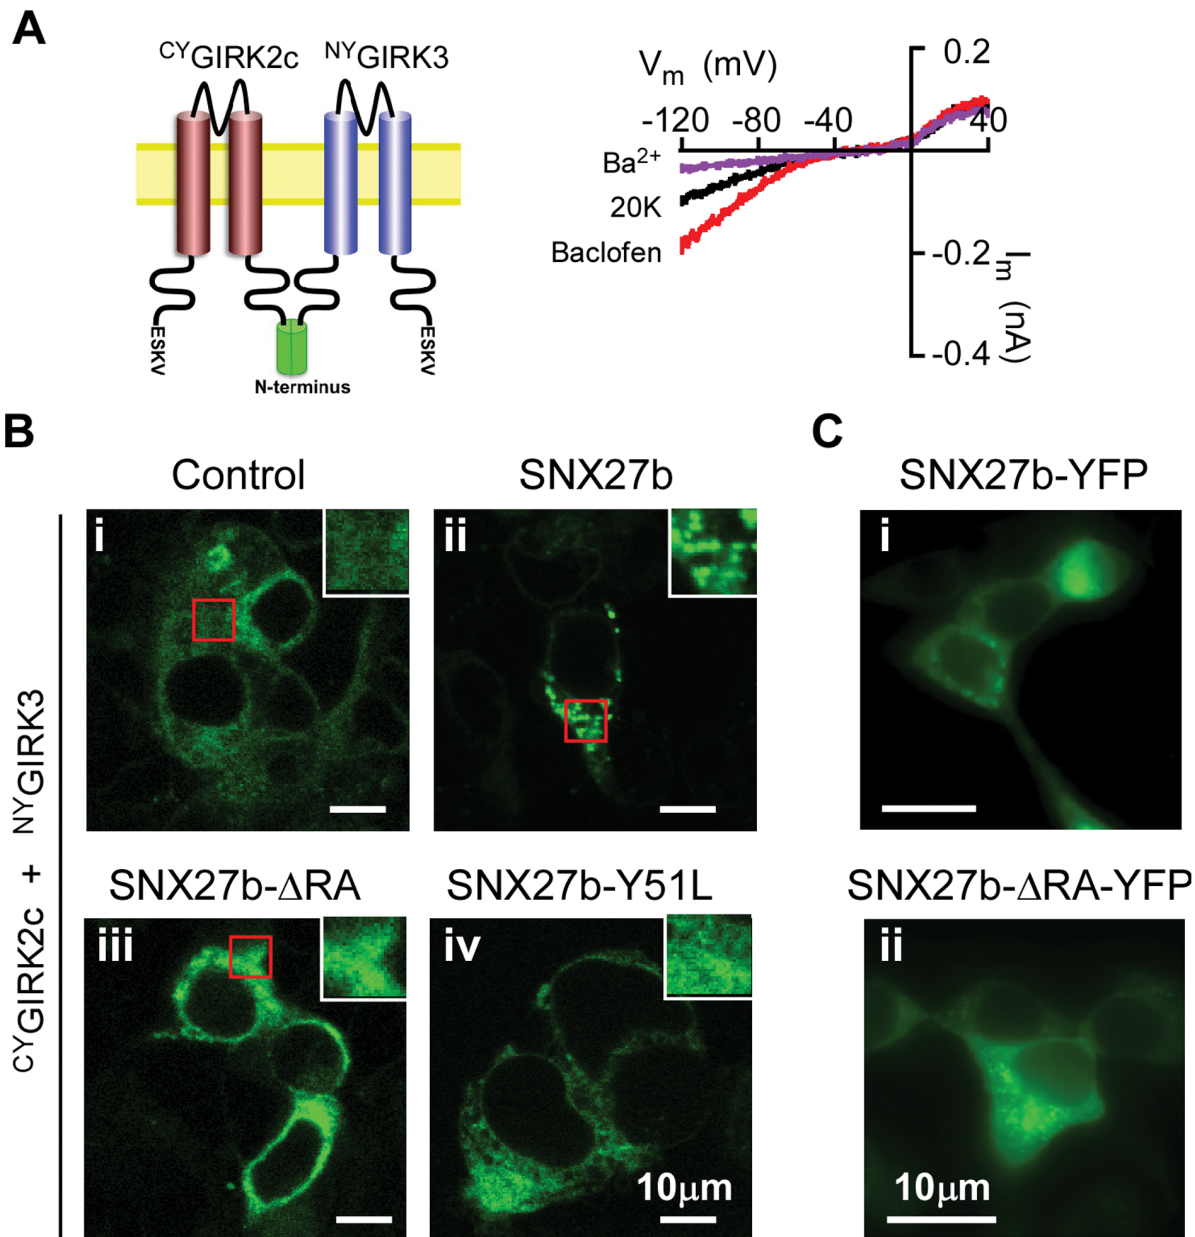 A
CYGIRK2c NYGIRK3
ESKV
ESKV
N-terminus
Vm (mV)
-120 -80 -40 40
0.2
-0.2
-0.4
Im (nA)
Ba2+
20K
Baclofen
B
CYGIRK2c + NYGIRK3
Control
i
SNX27b
ii
SNX27b-ΔRA
iii
SNX27b-Y51L
iv
10μm
C
SNX27b-YFP
i
SNX27b-ΔRA-YFP
ii
10μm